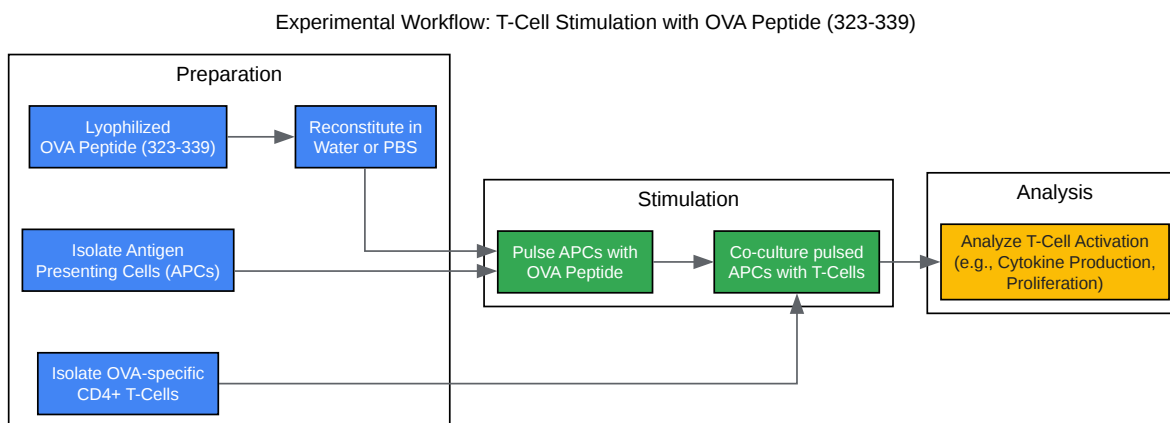 Experimental Workflow: T-Cell Stimulation with OVA Peptide (323-339)
Preparation
Lyophilized
OVA Peptide (323-339)
Reconstitute in
Water or PBS
Isolate Antigen
Presenting Cells (APCs)
Isolate OVA-specific
CD4+ T-Cells
Stimulation
Pulse APCs with
OVA Peptide
Co-culture pulsed
APCs with T-Cells
Analysis
Analyze T-Cell Activation
(e.g., Cytokine Production,
Proliferation)